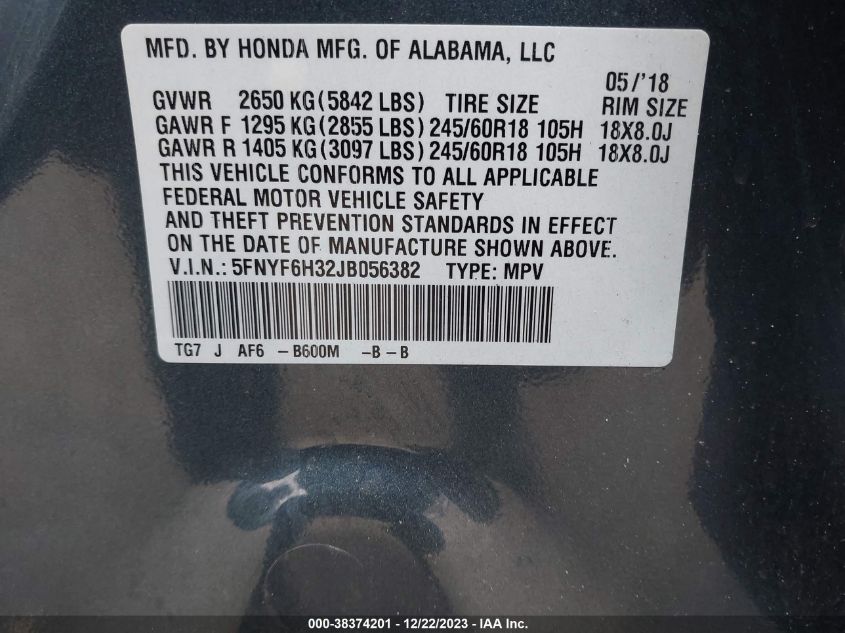 MFD. BY HONDA MFG. OF ALABAMA, LLC
05/'18
GVWR 2650 KG (5842 LBS) TIRE SIZE RIM SIZE
GAWR F 1295 KG (2855 LBS) 245/60R18 105H 18X8.0J
GAWR R 1405 KG (3097 LBS) 245/60R18 105H 18X8.0J
THIS VEHICLE CONFORMS TO ALL APPLICABLE
FEDERAL MOTOR VEHICLE SAFETY
AND THEFT PREVENTION STANDARDS IN EFFECT
ON THE DATE OF MANUFACTURE SHOWN ABOVE.
V.I.N.: 5FNYF6H32JB056382 TYPE: MPV
TG7 J AF6 -B600M -B -B
000-38374201 - 12/22/2023 - IAA Inc.